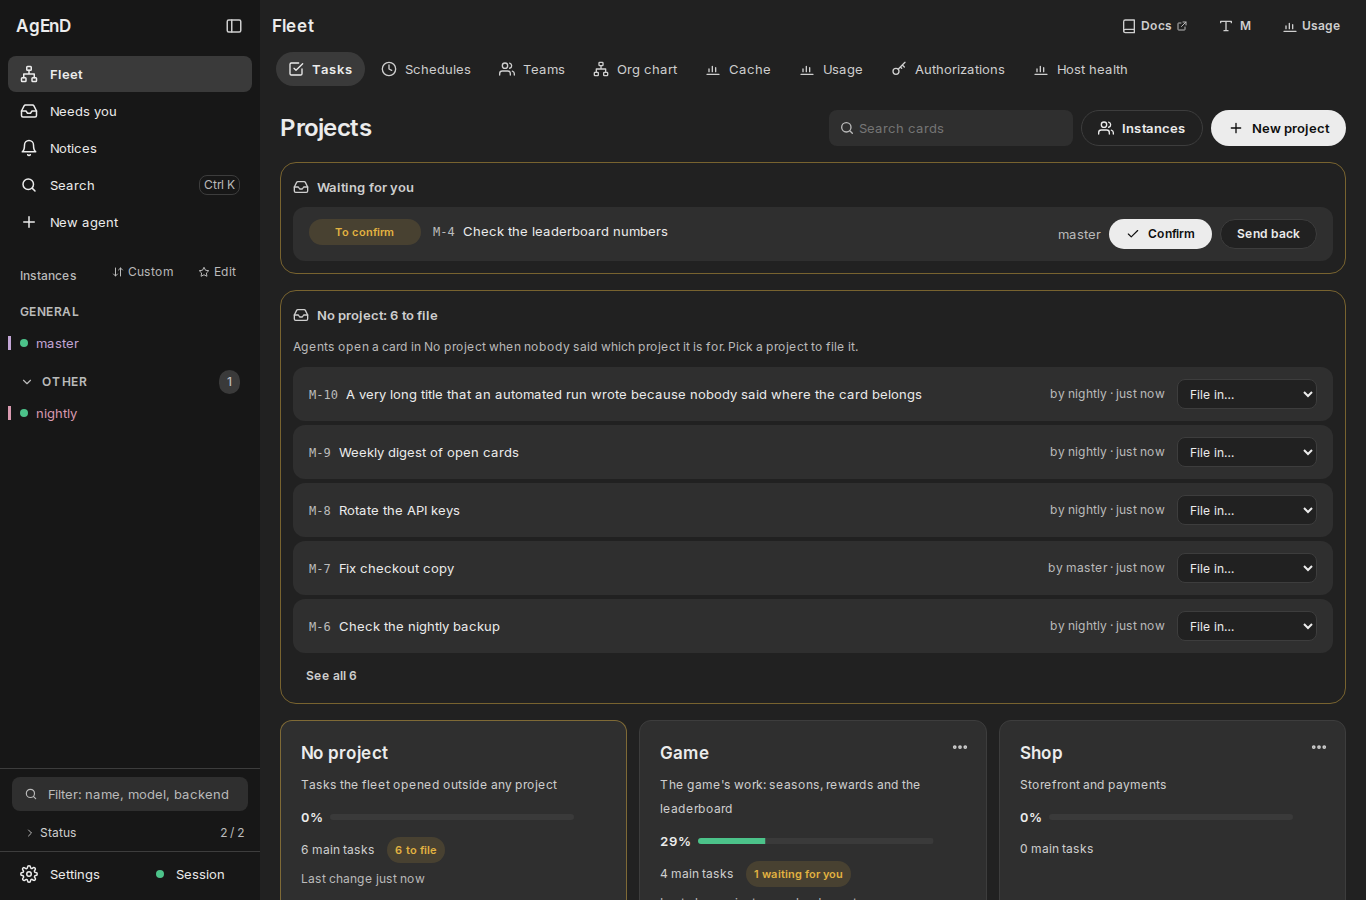 AgEnD
Fleet
Needs you
Notices
Search Ctrl K
New agent
Instances Custom Edit
GENERAL
master
OTHER 1
nightly
Filter: name, model, backend
Status 2 / 2
Settings Session
Fleet
Docs M Usage
Tasks Schedules Teams Org chart Cache Usage Authorizations Host health
Projects
Search cards Instances New project
Waiting for you
To confirm M-4 Check the leaderboard numbers master Confirm Send back
No project: 6 to file
Agents open a card in No project when nobody said which project it is for. Pick a project to file it.
M-10 A very long title that an automated run wrote because nobody said where the card belongs by nightly · just now File in...
M-9 Weekly digest of open cards by nightly · just now File in...
M-8 Rotate the API keys by nightly · just now File in...
M-7 Fix checkout copy by master · just now File in...
M-6 Check the nightly backup by nightly · just now File in...
See all 6
No project
Tasks the fleet opened outside any project
0%
6 main tasks 6 to file
Last change just now
Game
The game's work: seasons, rewards and the
leaderboard
29%
4 main tasks 1 waiting for you
Shop
Storefront and payments
0%
0 main tasks